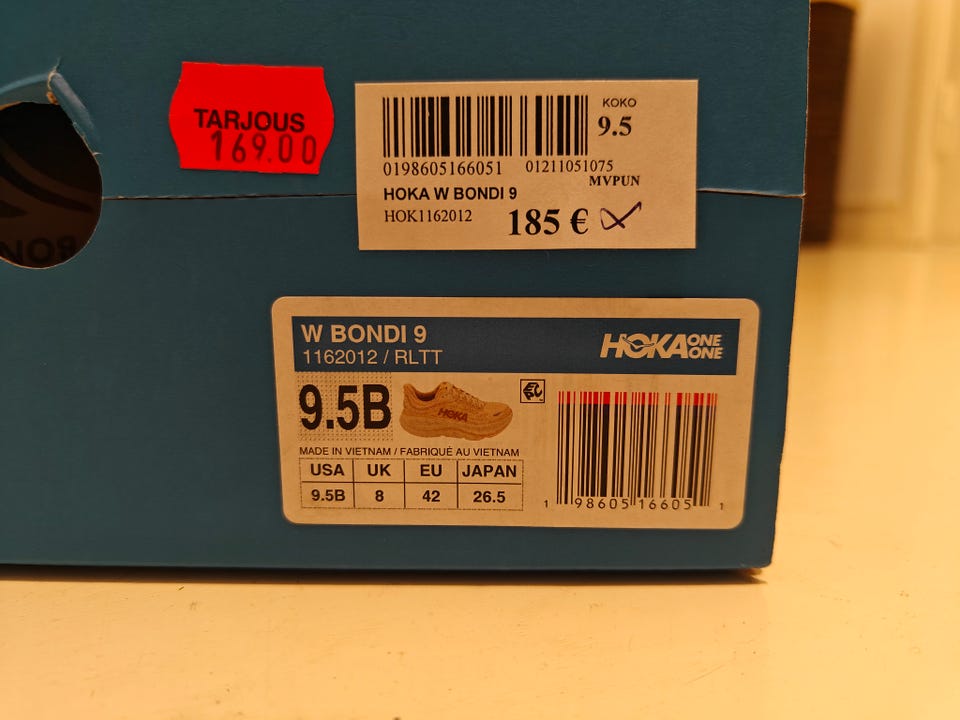 TARJOUS
169.00
KOKO
9.5
0198605166051 01211051075
MVPUN
HOKA W BONDI 9
HOK1162012 185 €
W BONDI 9
1162012 / RLTT
HOKA ONE ONE
9.5B
HOKA
MADE IN VIETNAM / FABRIQUÉ AU VIETNAM
USA UK EU JAPAN
9.5B 8 42 26.5
1 98605 16605 1
BON